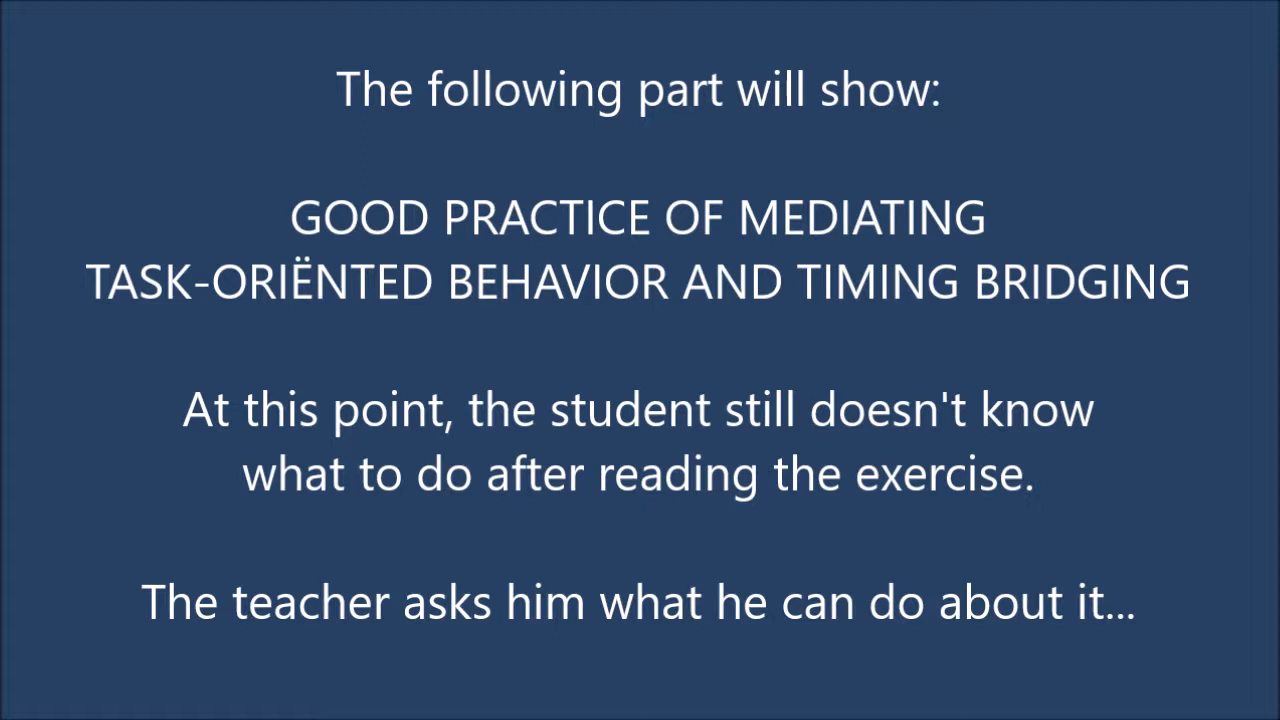 The following part will show:
GOOD PRACTICE OF MEDIATING
TASK-ORIËNTED BEHAVIOR AND TIMING BRIDGING
At this point, the student still doesn't know
what to do after reading the exercise.
The teacher asks him what he can do about it...